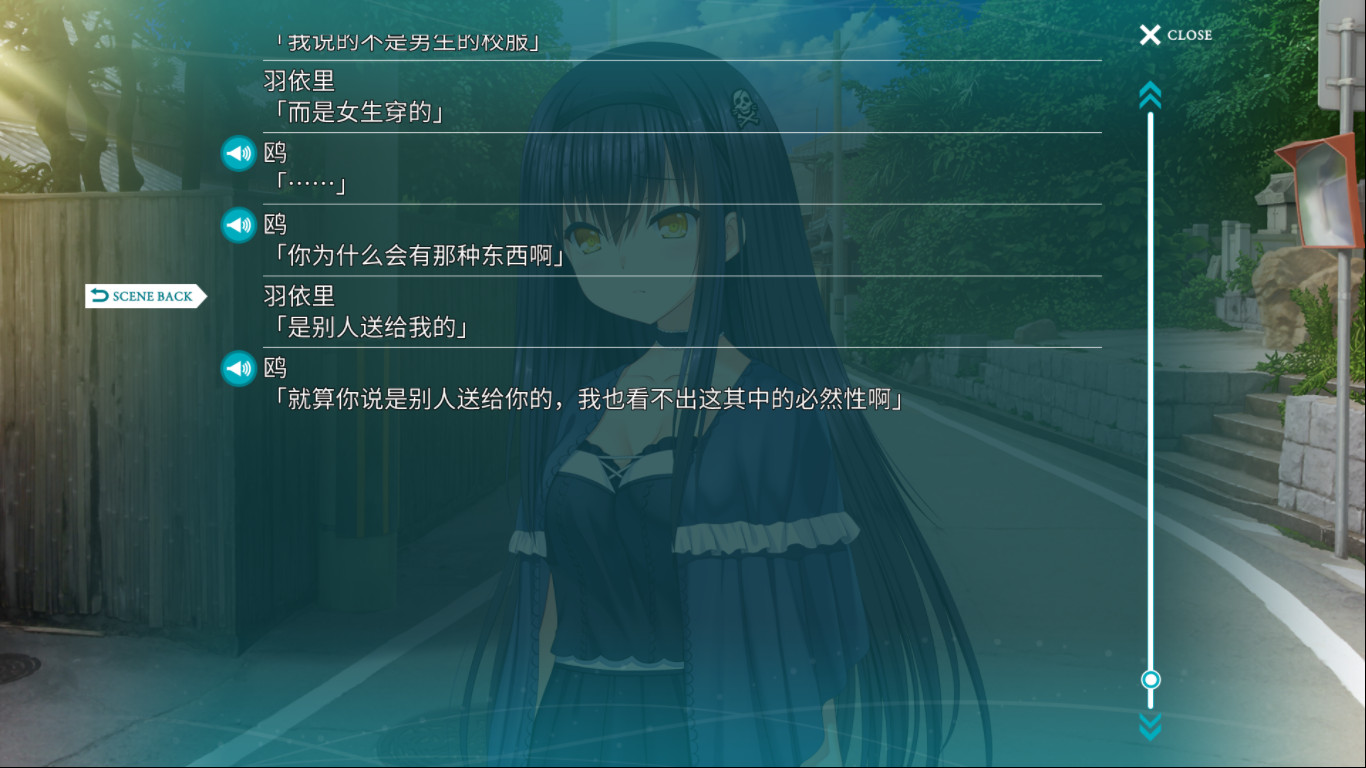 「我说的不是男生的校服」
CLOSE
羽依里
「而是女生穿的」
鸥
「……」
鸥
「你为什么会有那种东西啊」
SCENE BACK
羽依里
「是别人送给我的」
鸥
「就算你说是别人送给你的，我也看不出这其中的必然性啊」